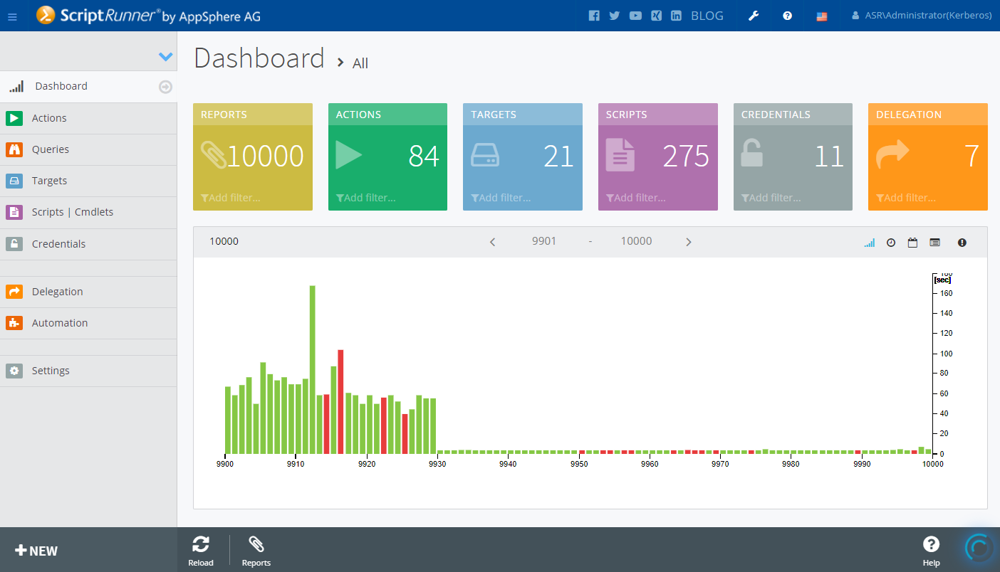 ScriptRunner® by AppSphere AG
BLOG
ASR\Administrator(Kerberos)
Dashboard
Actions
Queries
Targets
Scripts | Cmdlets
Credentials
Delegation
Automation
Settings
Dashboard > All
REPORTS
10000
Add filter...
ACTIONS
84
Add filter...
TARGETS
21
Add filter...
SCRIPTS
275
Add filter...
CREDENTIALS
11
Add filter...
DELEGATION
7
Add filter...
10000
9901 - 10000
180
[sec]
160
140
120
100
80
60
40
20
0
9900 9910 9920 9930 9940 9950 9960 9970 9980 9990 10000
NEW
Reload
Reports
Help